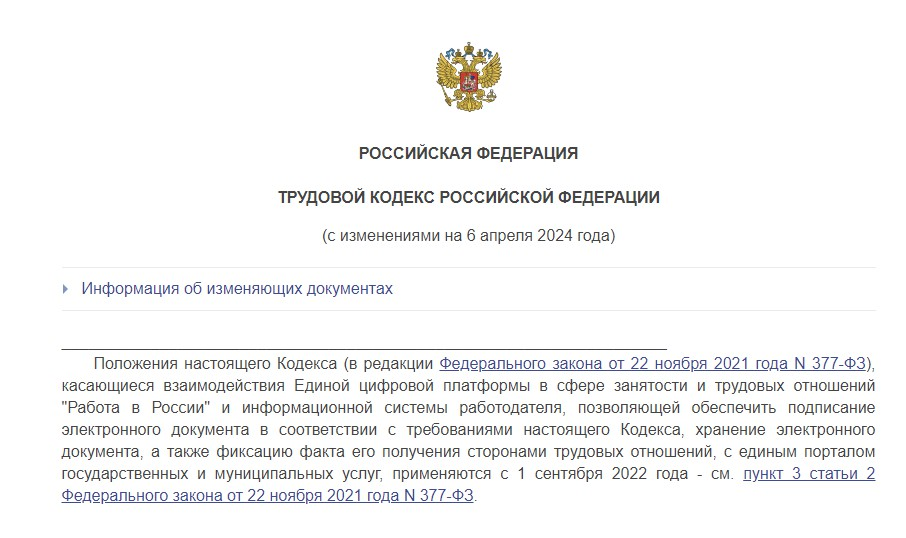 РОССИЙСКАЯ ФЕДЕРАЦИЯ
ТРУДОВОЙ КОДЕКС РОССИЙСКОЙ ФЕДЕРАЦИИ
(с изменениями на 6 апреля 2024 года)
Информация об изменяющих документах
Положения настоящего Кодекса (в редакции Федерального закона от 22 ноября 2021 года N 377-ФЗ),
касающиеся взаимодействия Единой цифровой платформы в сфере занятости и трудовых отношений
"Работа в России" и информационной системы работодателя, позволяющей обеспечить подписание
электронного документа в соответствии с требованиями настоящего Кодекса, хранение электронного
документа, а также фиксацию факта его получения сторонами трудовых отношений, с единым порталом
государственных и муниципальных услуг, применяются с 1 сентября 2022 года - см. пункт 3 статьи 2
Федерального закона от 22 ноября 2021 года N 377-ФЗ.